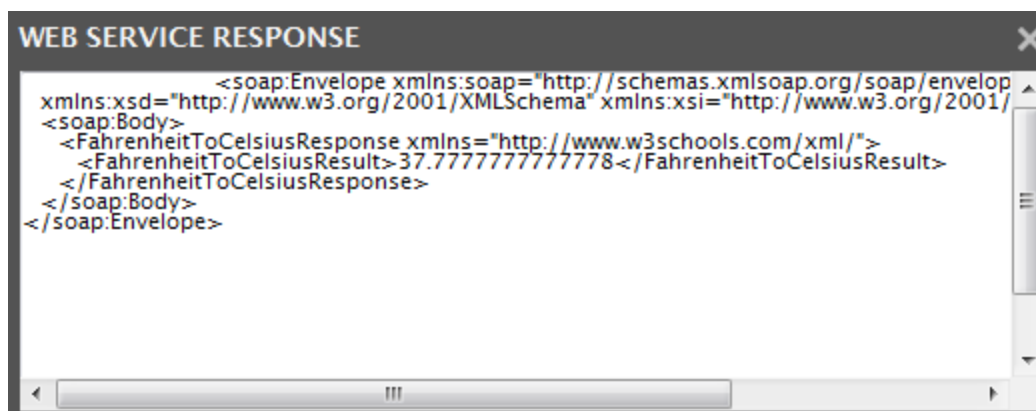 WEB SERVICE RESPONSE
<soap:Envelope xmlns:soap="http://schemas.xmlsoap.org/soap/envelop
xmlns:xsd="http://www.w3.org/2001/XMLSchema" xmlns:xsi="http://www.w3.org/2001/
<soap:Body>
<FahrenheitToCelsiusResponse xmlns="http://www.w3schools.com/xml/">
<FahrenheitToCelsiusResult>37.7777777777778</FahrenheitToCelsiusResult>
</FahrenheitToCelsiusResponse>
</soap:Body>
</soap:Envelope>